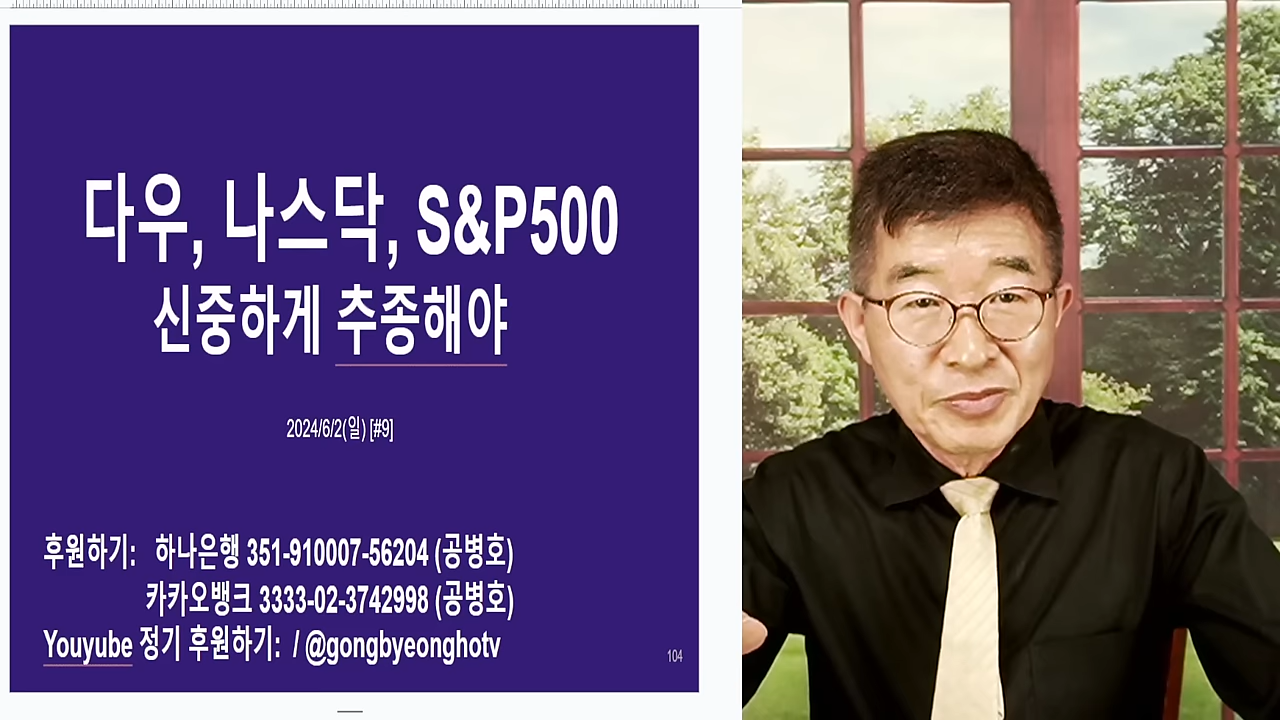 다우, 나스닥, S&P500
신중하게 추종해야
2024/6/2(일) [#9]
후원하기: 하나은행 351-910007-56204 (공병호)
카카오뱅크 3333-02-3742998 (공병호)
Youyube 정기 후원하기: / @gongbyeonghotv
104